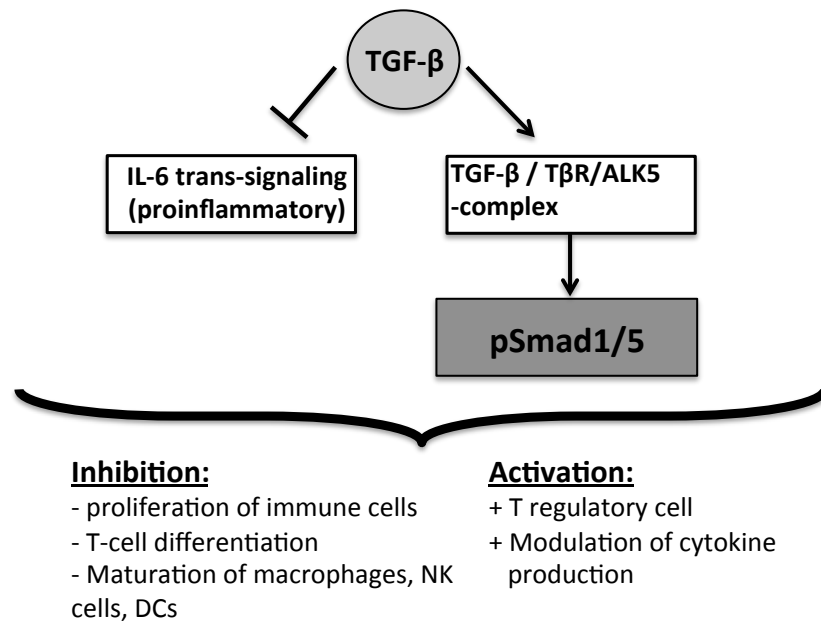 TGF-β
IL-6 trans-signaling
(proinflammatory)
TGF-β / TβR/ALK5
-complex
pSmad1/5
Inhibition:
- proliferation of immune cells
- T-cell differentiation
- Maturation of macrophages, NK
cells, DCs
Activation:
+ T regulatory cell
+ Modulation of cytokine
production